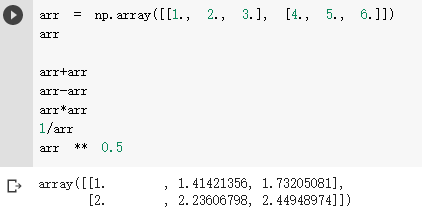 arr = np.array([[1., 2., 3.], [4., 5., 6.]])
arr
arr+arr
arr-arr
arr*arr
1/arr
arr ** 0.5
array([[1.        , 1.41421356, 1.73205081],
       [2.        , 2.23606798, 2.44948974]])